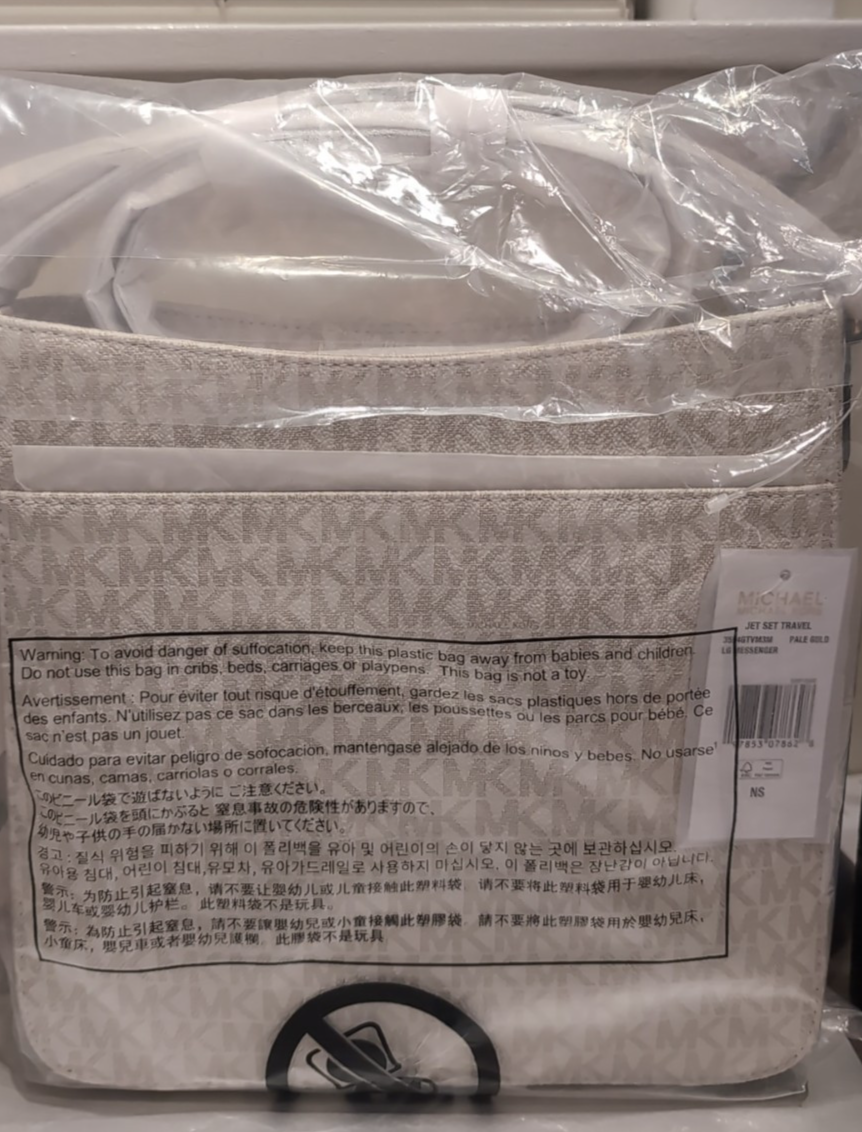 MICHAEL
MICHAEL KORS
JET SET TRAVEL
PALE GOLD
LG MESSENGER
NS
Warning: To avoid danger of suffocation, keep this plastic bag away from babies and children.
Do not use this bag in cribs, beds, carriages or playpens. This bag is not a toy
Avertissement : Pour éviter tout risque d'étouffement, gardez les sacs plastiques hors de portée
des enfants. N'utilisez pas ce sac dans les berceaux, les poussettes ou les parcs pour bébé. Ce
sac n'est pas un jouet.
Cuidado para evitar peligro de sofocacion, mantengase alejado de los ninos y bebes. No usarse
en cunas, camas, carriolas o corrales.
このビニール袋で遊ばないように ご注意ください。
このビニール袋を頭にかぶると 窒息事故の危険性がありますので、
幼児や子供の手の届かない場所に置いてください。
경고 : 질식 위험을 피하기 위해 이 폴리백을 유아 및 어린이의 손이 닿지 않는 곳에 보관하십시오.
유아용 침대, 어린이 침대,유모차, 유아가드레일로 사용하지 마십시오, 이 폴리백은 장난감이 아닙니다.
警示：为防止引起窒息，请不要让婴幼儿或儿童接触此塑料袋．请不要将此塑料袋用于婴幼儿床，
婴儿车或婴幼儿护栏。此塑料袋不是玩具。
警示：為防止引起窒息，請不要讓嬰幼兒或小童接觸此塑膠袋．請不要將此塑膠袋用於嬰幼兒床，
小童床，嬰兒車或者嬰幼兒護欄．此膠袋不是玩具